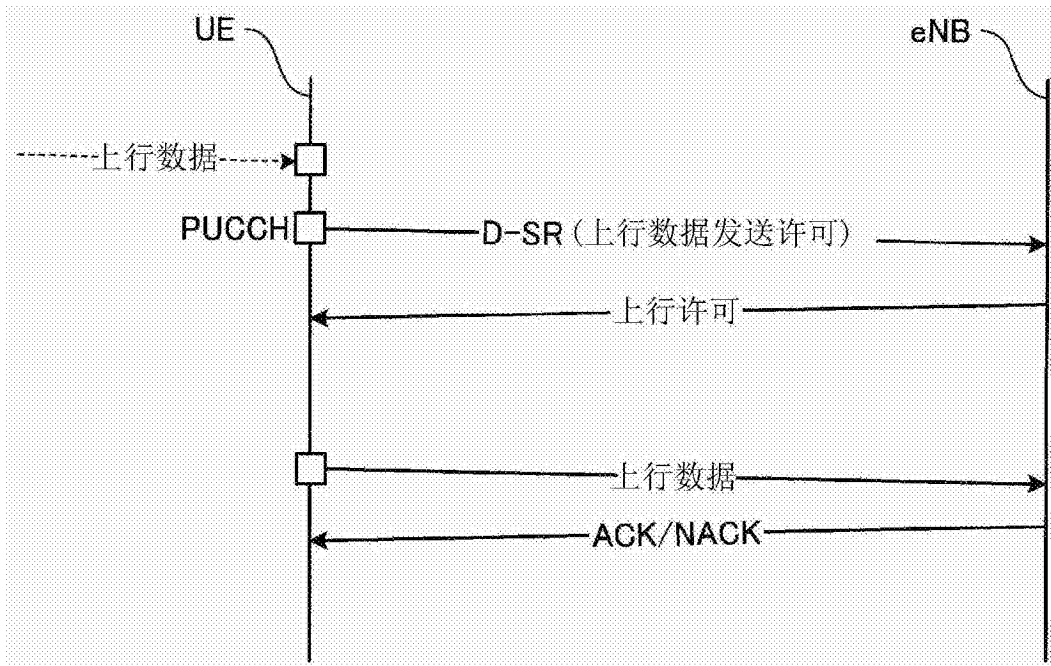 UE
eNB
上行数据
PUCCH
D-SR(上行数据发送许可)
上行许可
上行数据
ACK/NACK